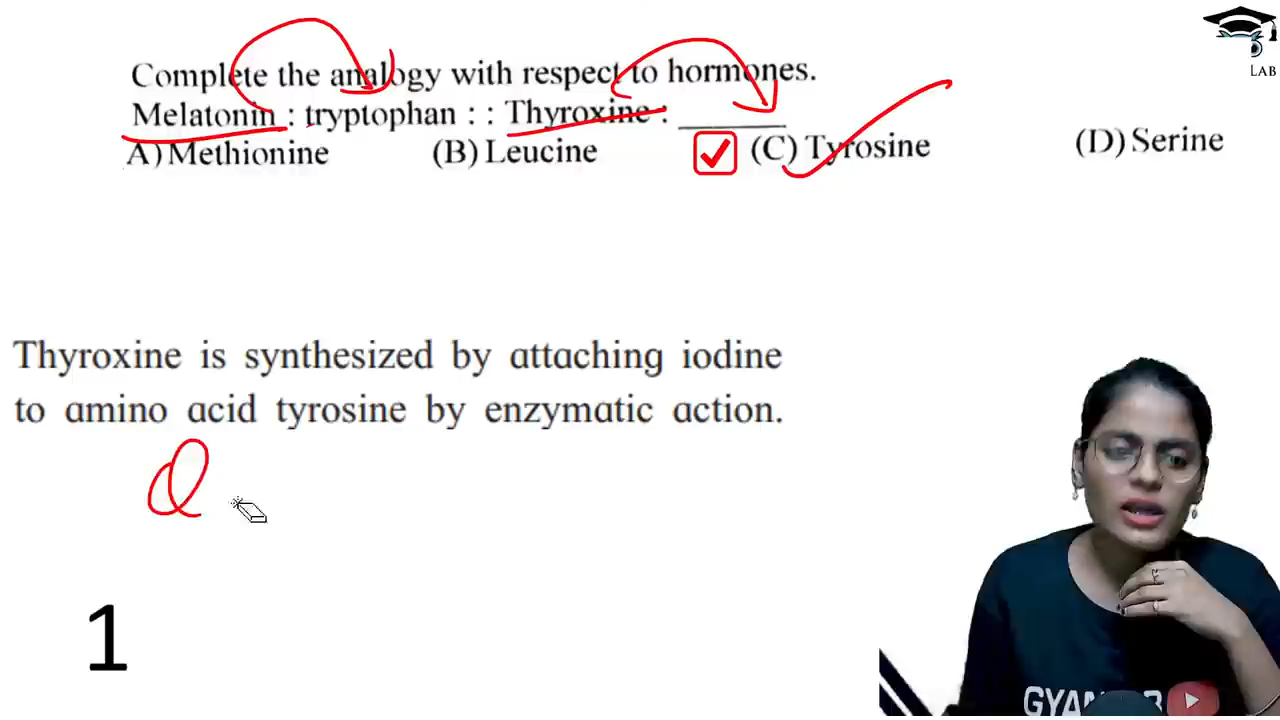 LAB
Complete the analogy with respect to hormones.
Melatonin : tryptophan : : Thyroxine : ______
A) Methionine (B) Leucine (C) Tyrosine (D) Serine
Thyroxine is synthesized by attaching iodine
to amino acid tyrosine by enzymatic action.
1